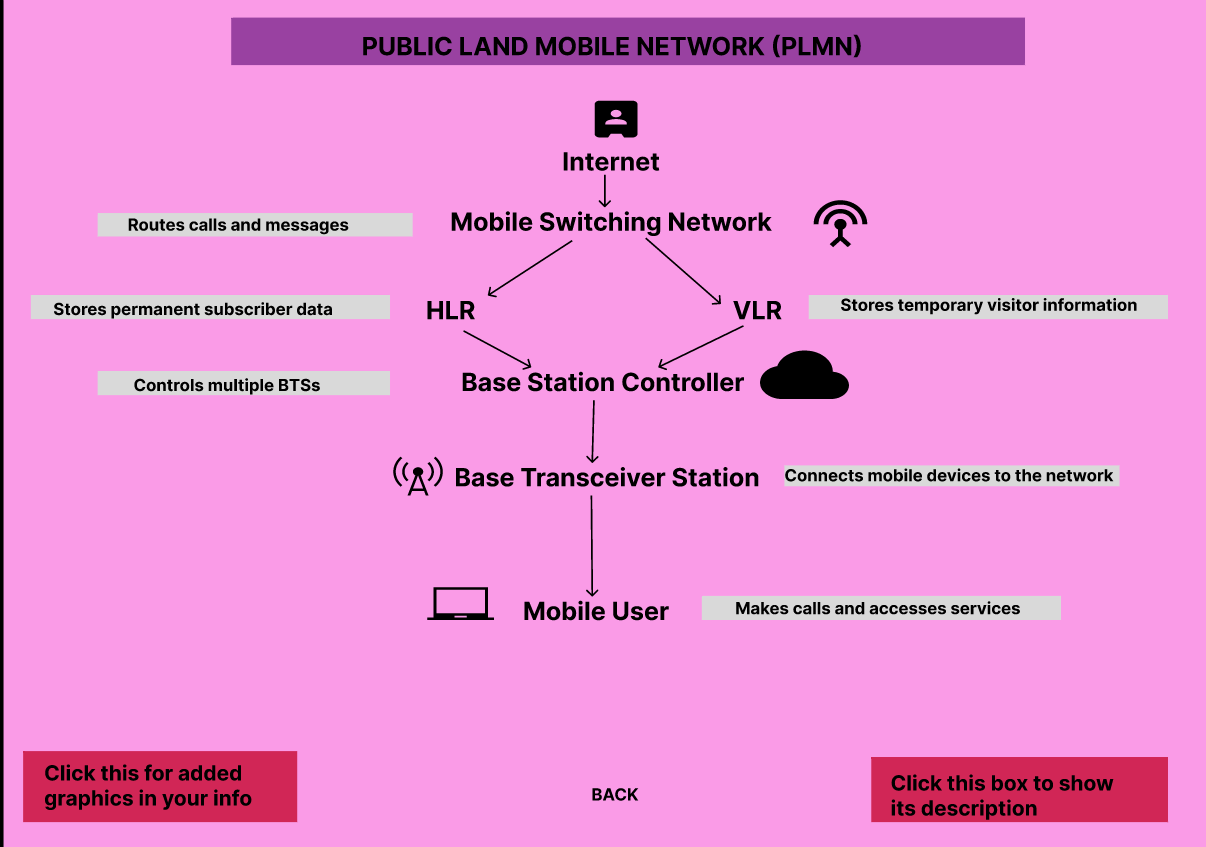 PUBLIC LAND MOBILE NETWORK (PLMN)
Internet
Routes calls and messages
Mobile Switching Network
Stores permanent subscriber data
HLR
VLR
Stores temporary visitor information
Controls multiple BTSs
Base Station Controller
Base Transceiver Station
Connects mobile devices to the network
Mobile User
Makes calls and accesses services
Click this for added
graphics in your info
BACK
Click this box to show
its description